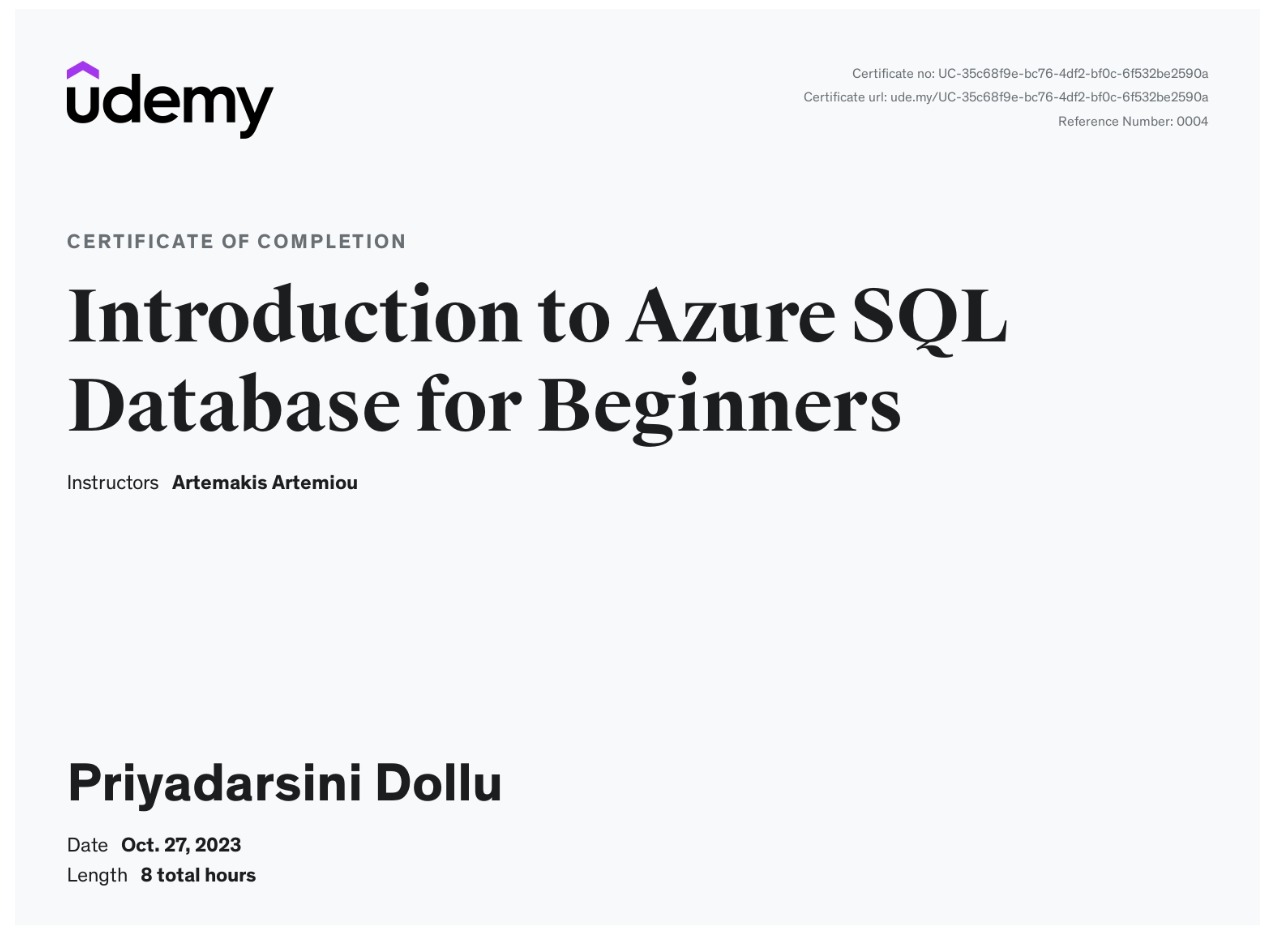 udemy
Certificate no: UC-35c68f9e-bc76-4df2-bf0c-6f532be2590a
Certificate url: ude.my/UC-35c68f9e-bc76-4df2-bf0c-6f532be2590a
Reference Number: 0004
CERTIFICATE OF COMPLETION
Introduction to Azure SQL
Database for Beginners
Instructors Artemakis Artemiou
Priyadarsini Dollu
Date Oct. 27, 2023
Length 8 total hours